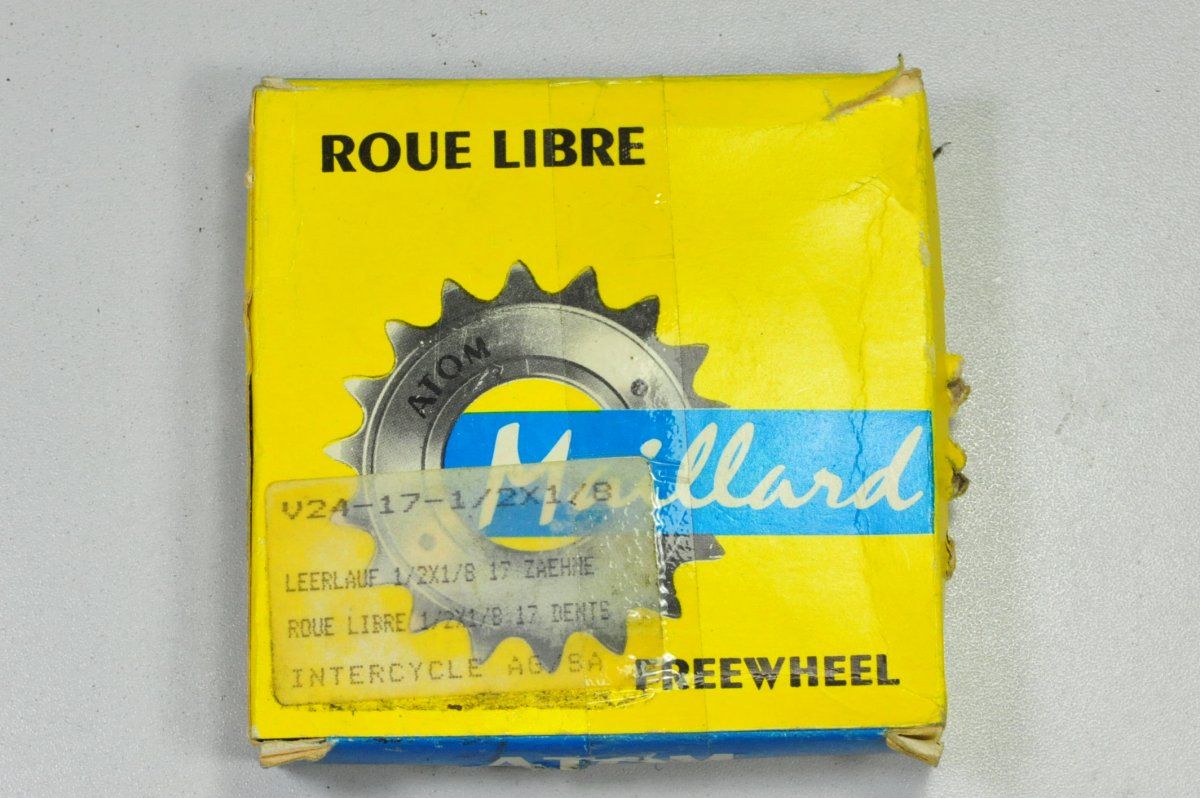 ROUE LIBRE
ATOM
Maillard
V24-17-1/2X1/8
LEERLAUF 1/2X1/8 17 ZAEHNE
ROUE LIBRE 1/2X1/8 17 DENTS
INTERCYCLE AG/SA
FREEWHEEL
ATOM